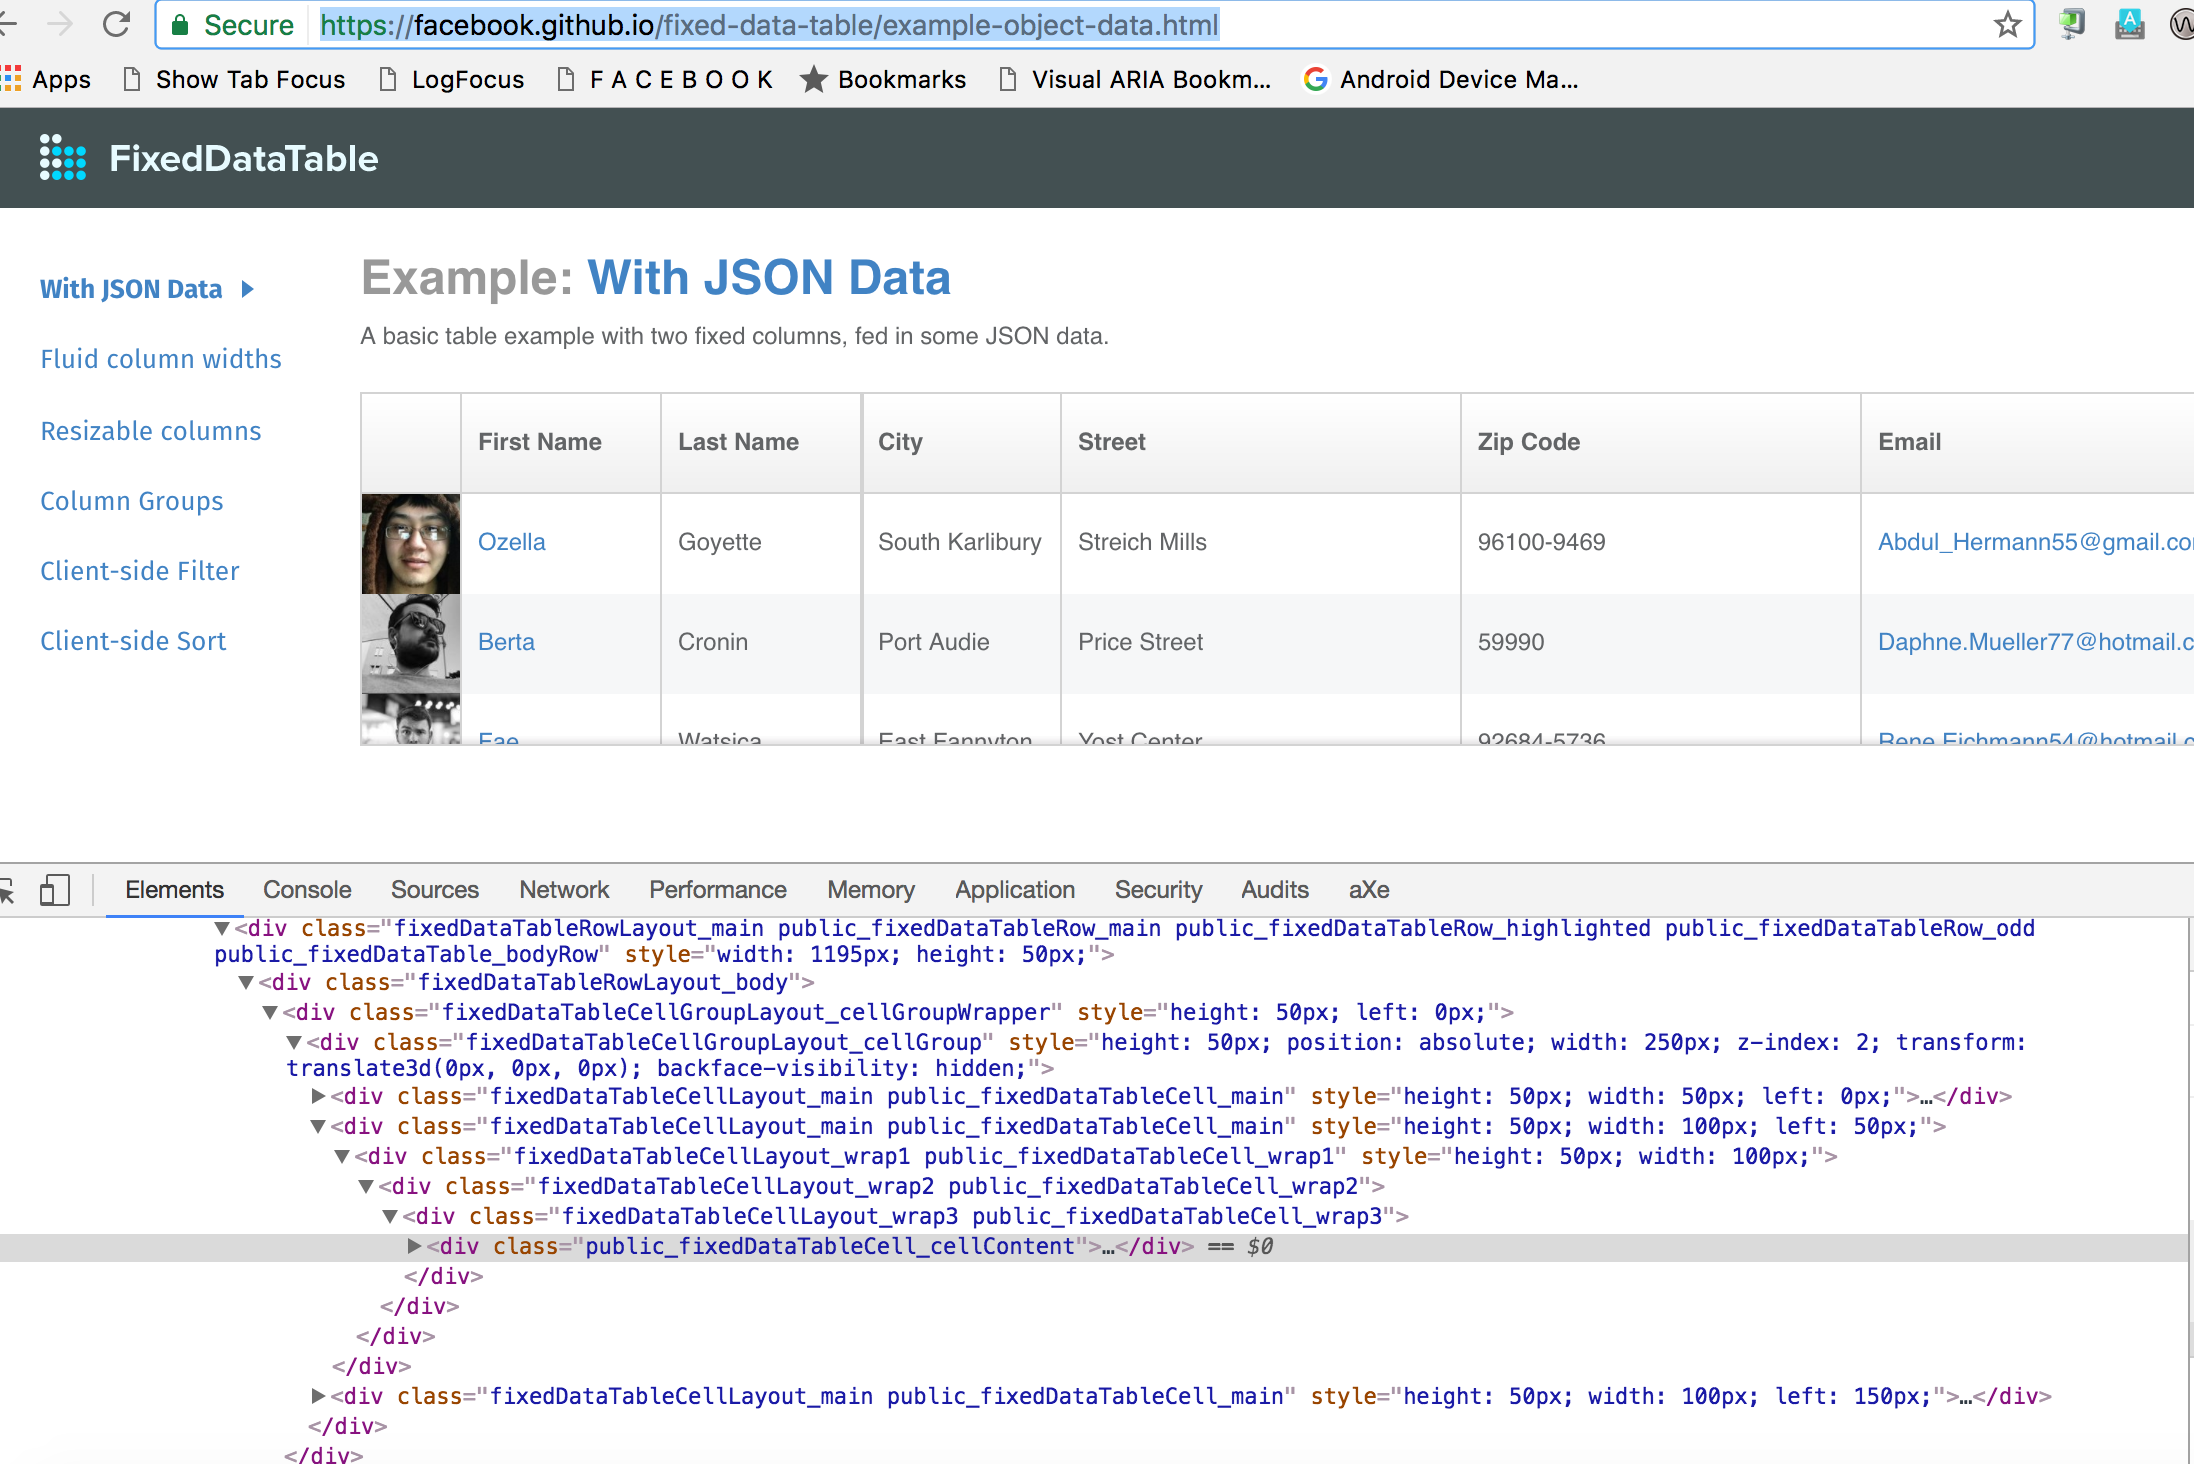 Secure https://facebook.github.io/fixed-data-table/example-object-data.html
Apps Show Tab Focus LogFocus F A C E B O O K Bookmarks Visual ARIA Bookm... Android Device Ma...
FixedDataTable
With JSON Data
Fluid column widths
Resizable columns
Column Groups
Client-side Filter
Client-side Sort
Example: With JSON Data
A basic table example with two fixed columns, fed in some JSON data.
First Name Last Name City Street Zip Code Email
Ozella Goyette South Karlibury Streich Mills 96100-9469 Abdul_Hermann55@gmail.co
Berta Cronin Port Audie Price Street 59990 Daphne.Mueller77@hotmail.c
Fae Watsica East Fannyton Yost Center 92684-5736 Rene.Eichmann54@hotmail.c
Elements Console Sources Network Performance Memory Application Security Audits aXe
<div class="fixedDataTableRowLayout_main public_fixedDataTableRow_main public_fixedDataTableRow_highlighted public_fixedDataTableRow_odd
public_fixedDataTable_bodyRow" style="width: 1195px; height: 50px;">
<div class="fixedDataTableRowLayout_body">
<div class="fixedDataTableCellGroupLayout_cellGroupWrapper" style="height: 50px; left: 0px;">
<div class="fixedDataTableCellGroupLayout_cellGroup" style="height: 50px; position: absolute; width: 250px; z-index: 2; transform:
translate3d(0px, 0px, 0px); backface-visibility: hidden;">
<div class="fixedDataTableCellLayout_main public_fixedDataTableCell_main" style="height: 50px; width: 50px; left: 0px;">…</div>
<div class="fixedDataTableCellLayout_main public_fixedDataTableCell_main" style="height: 50px; width: 100px; left: 50px;">
<div class="fixedDataTableCellLayout_wrap1 public_fixedDataTableCell_wrap1" style="height: 50px; width: 100px;">
<div class="fixedDataTableCellLayout_wrap2 public_fixedDataTableCell_wrap2">
<div class="fixedDataTableCellLayout_wrap3 public_fixedDataTableCell_wrap3">
<div class="public_fixedDataTableCell_cellContent">…</div> == $0
</div>
</div>
</div>
</div>
<div class="fixedDataTableCellLayout_main public_fixedDataTableCell_main" style="height: 50px; width: 100px; left: 150px;">…</div>
</div>
</div>